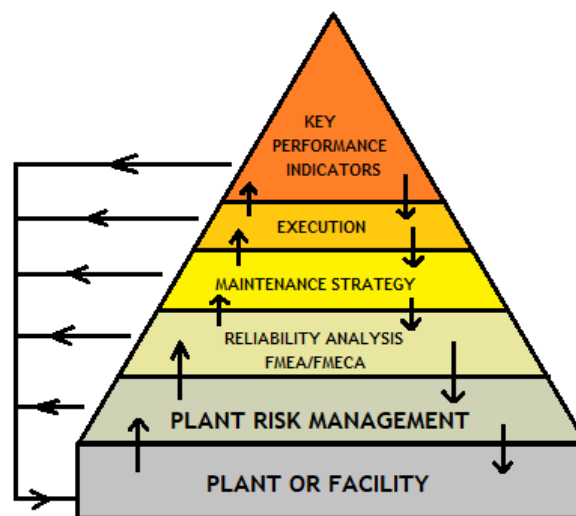 KEY
PERFORMANCE
INDICATORS
EXECUTION
MAINTENANCE STRATEGY
RELIABILITY ANALYSIS
FMEA/FMECA
PLANT RISK MANAGEMENT
PLANT OR FACILITY